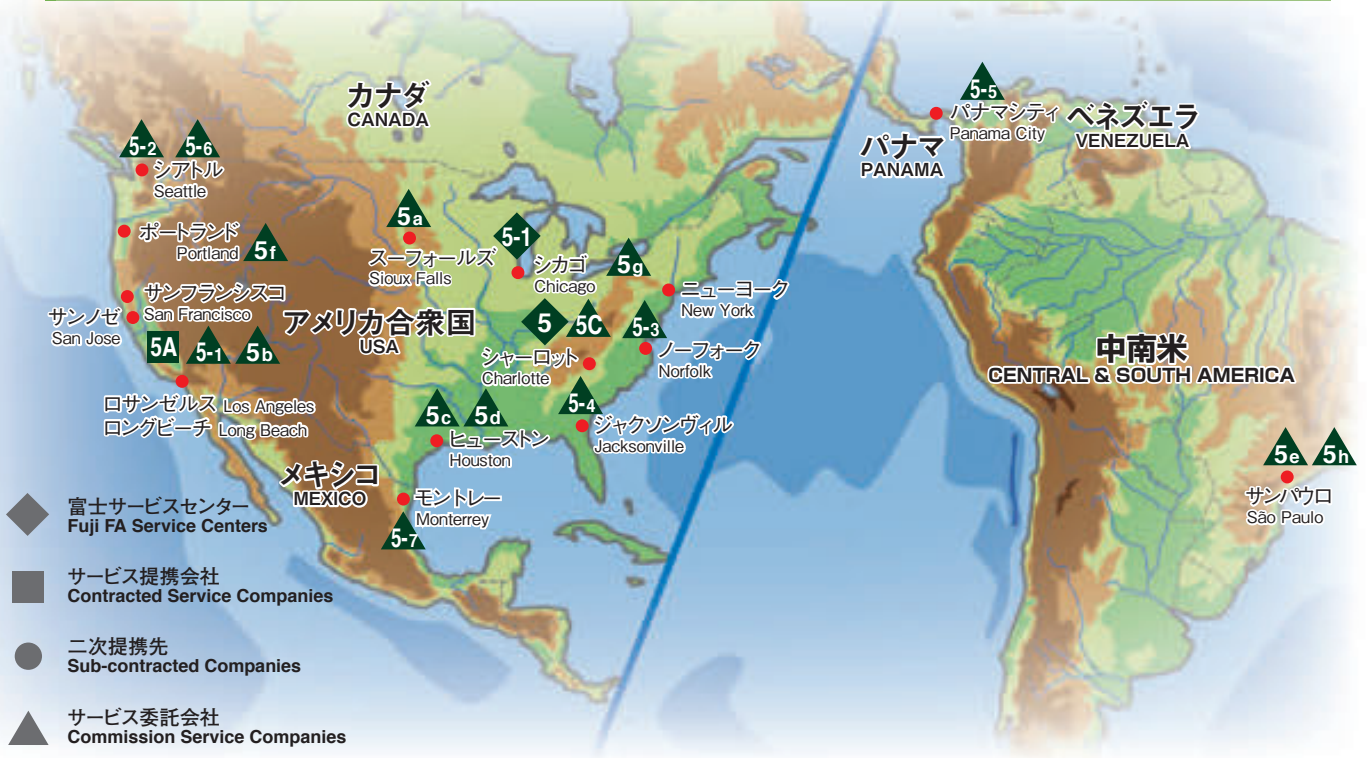 カナダ
CANADA
5-2
5-6
シアトル
Seattle
ポートランド
Portland
5f
サンフランシスコ
San Francisco
サンノゼ
San Jose
5A
5-1
5b
ロサンゼルス Los Angeles
ロングビーチ Long Beach
アメリカ合衆国
USA
5a
スーフォールズ
Sioux Falls
5-1
シカゴ
Chicago
5g
ニューヨーク
New York
5
5C
シャーロット
Charlotte
5-3
ノーフォーク
Norfolk
5-4
ジャクソンヴィル
Jacksonville
5c
5d
ヒューストン
Houston
メキシコ
MEXICO
モントレー
Monterrey
5-7
5-5
パナマシティ
Panama City
パナマ
PANAMA
ベネズエラ
VENEZUELA
中南米
CENTRAL & SOUTH AMERICA
5e
5h
サンパウロ
São Paulo
富士サービスセンター
Fuji FA Service Centers
サービス提携会社
Contracted Service Companies
二次提携先
Sub-contracted Companies
サービス委託会社
Commission Service Companies